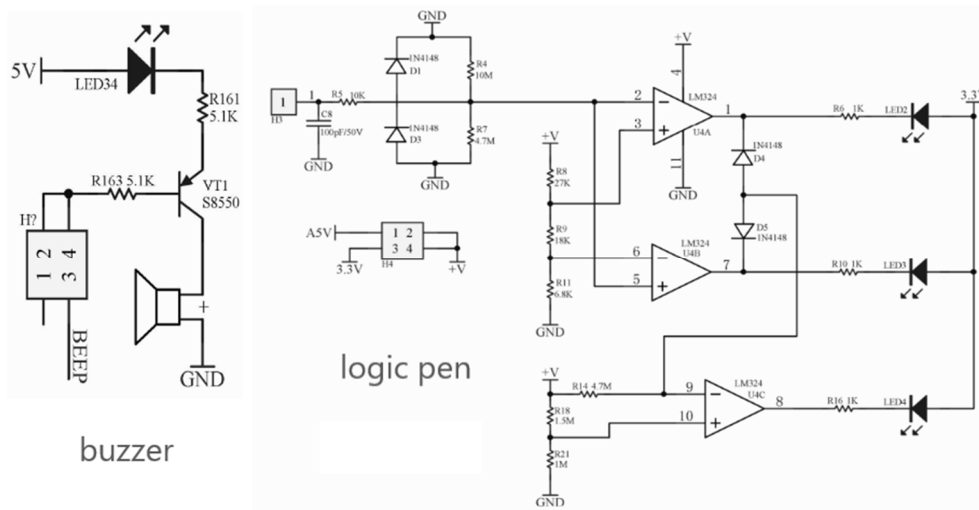 5V
LED34
R161
5.1K
R163 5.1K
VT1
S8550
H?
2 4
1 3
BEEP
+
GND
buzzer
GND
1N4148
D1
R4
10M
1
H3
1
R5 10K
C8
100pF/50V
GND
1N4148
D3
R7
4.7M
GND
A5V
1 2
3 4
3.3V
H4
+V
logic pen
+V
R8
27K
R9
18K
R11
6.8K
GND
+V
4
LM324
2
−
1
3
+
U4A
11
GND
R6 1K
LED2
3.3V
1N4148
D4
D5
1N4148
LM324
6
−
U4B
7
5
+
R10 1K
LED3
+V
R14 4.7M
R18
1.5M
R21
1M
GND
LM324
9
−
U4C
8
10
+
R16 1K
LED4